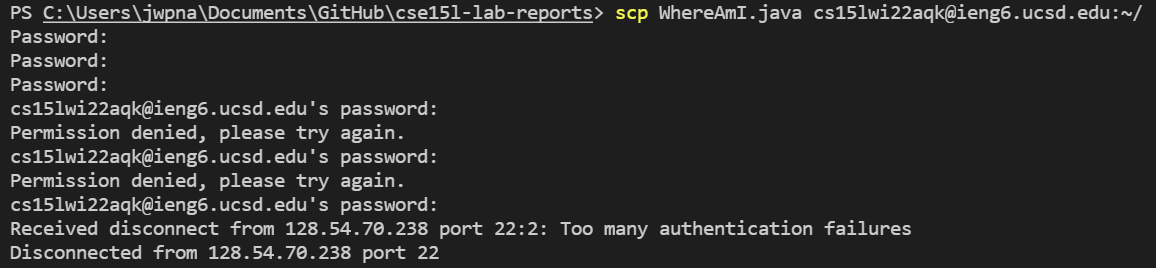 PS C:\Users\jwpna\Documents\GitHub\cse15l-lab-reports> scp WhereAmI.java cs15lwi22aqk@ieng6.ucsd.edu:~/
Password:
Password:
Password:
cs15lwi22aqk@ieng6.ucsd.edu's password:
Permission denied, please try again.
cs15lwi22aqk@ieng6.ucsd.edu's password:
Permission denied, please try again.
cs15lwi22aqk@ieng6.ucsd.edu's password:
Received disconnect from 128.54.70.238 port 22:2: Too many authentication failures
Disconnected from 128.54.70.238 port 22